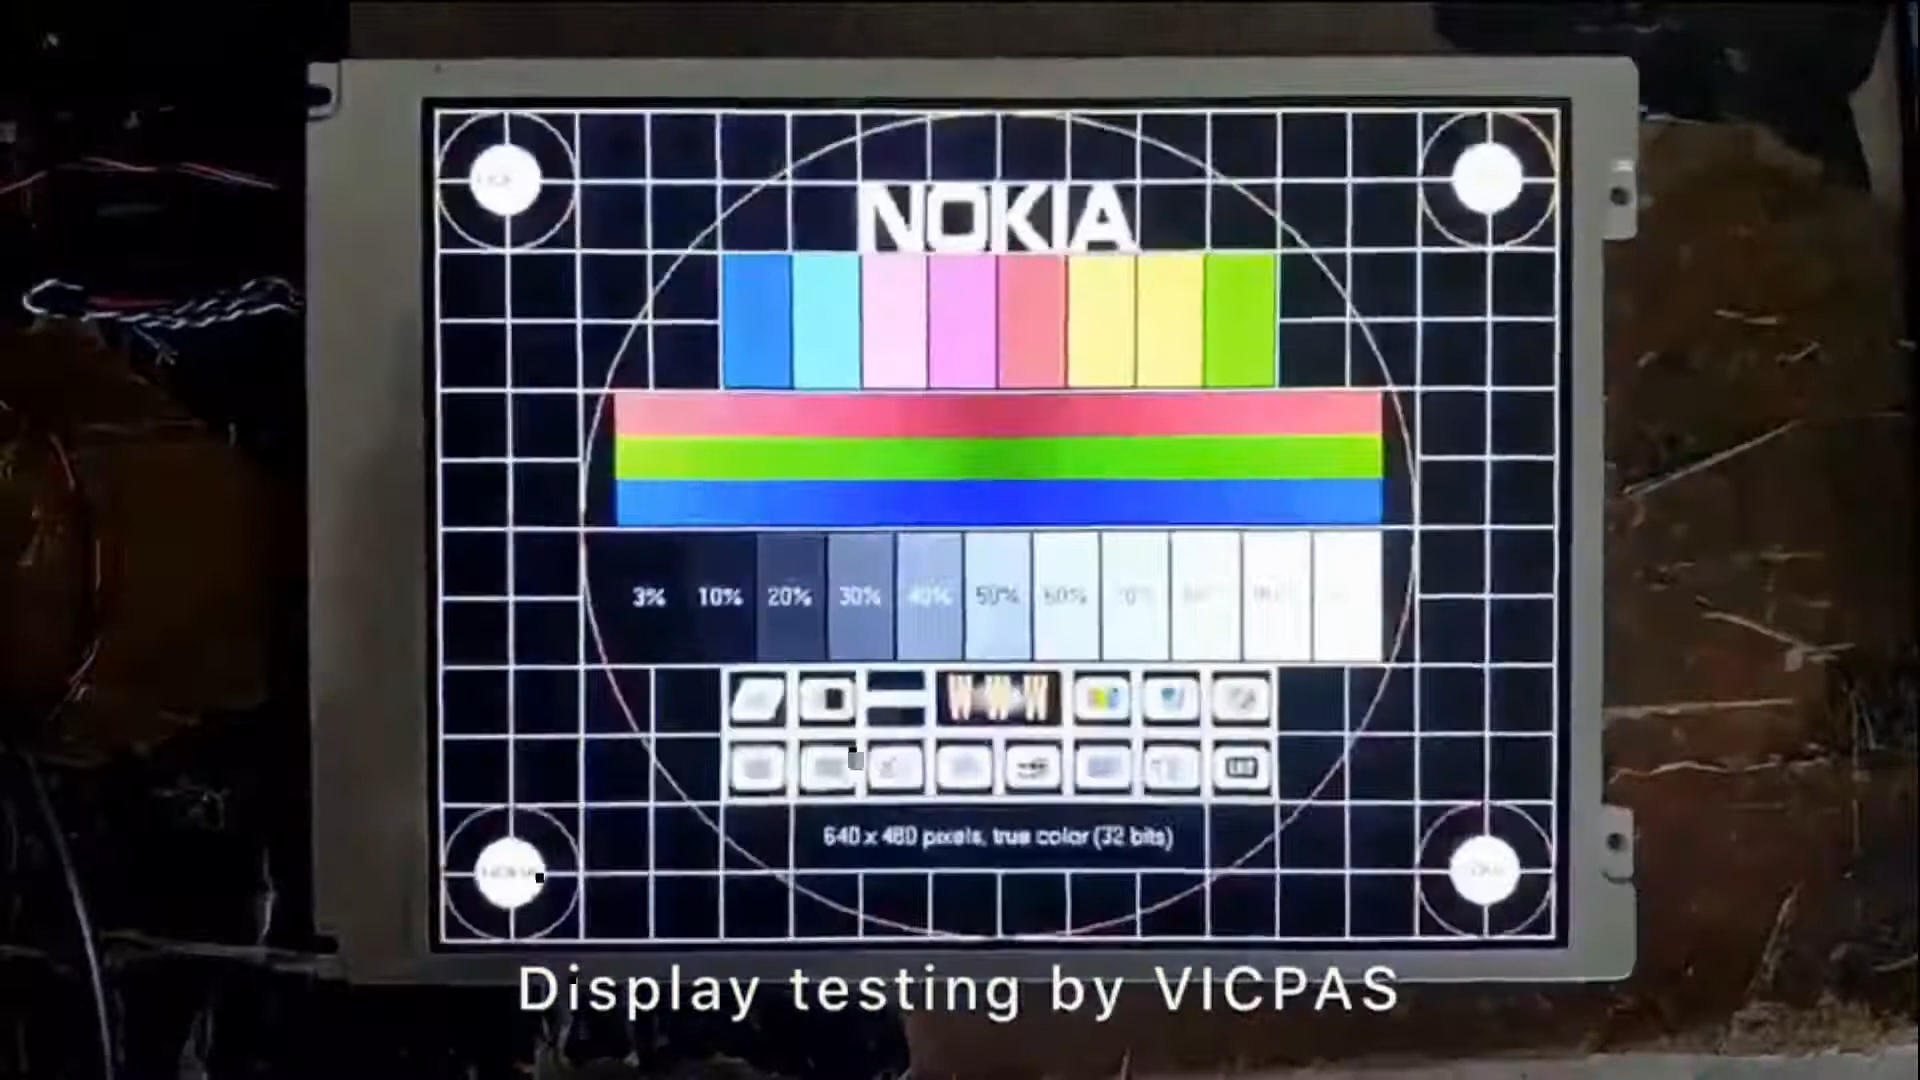 NOKIA
3% 10% 20% 30% 40% 50% 60% 70%
W W W
640 x 480 pixels, true color (32 bits)
Display testing by VICPAS